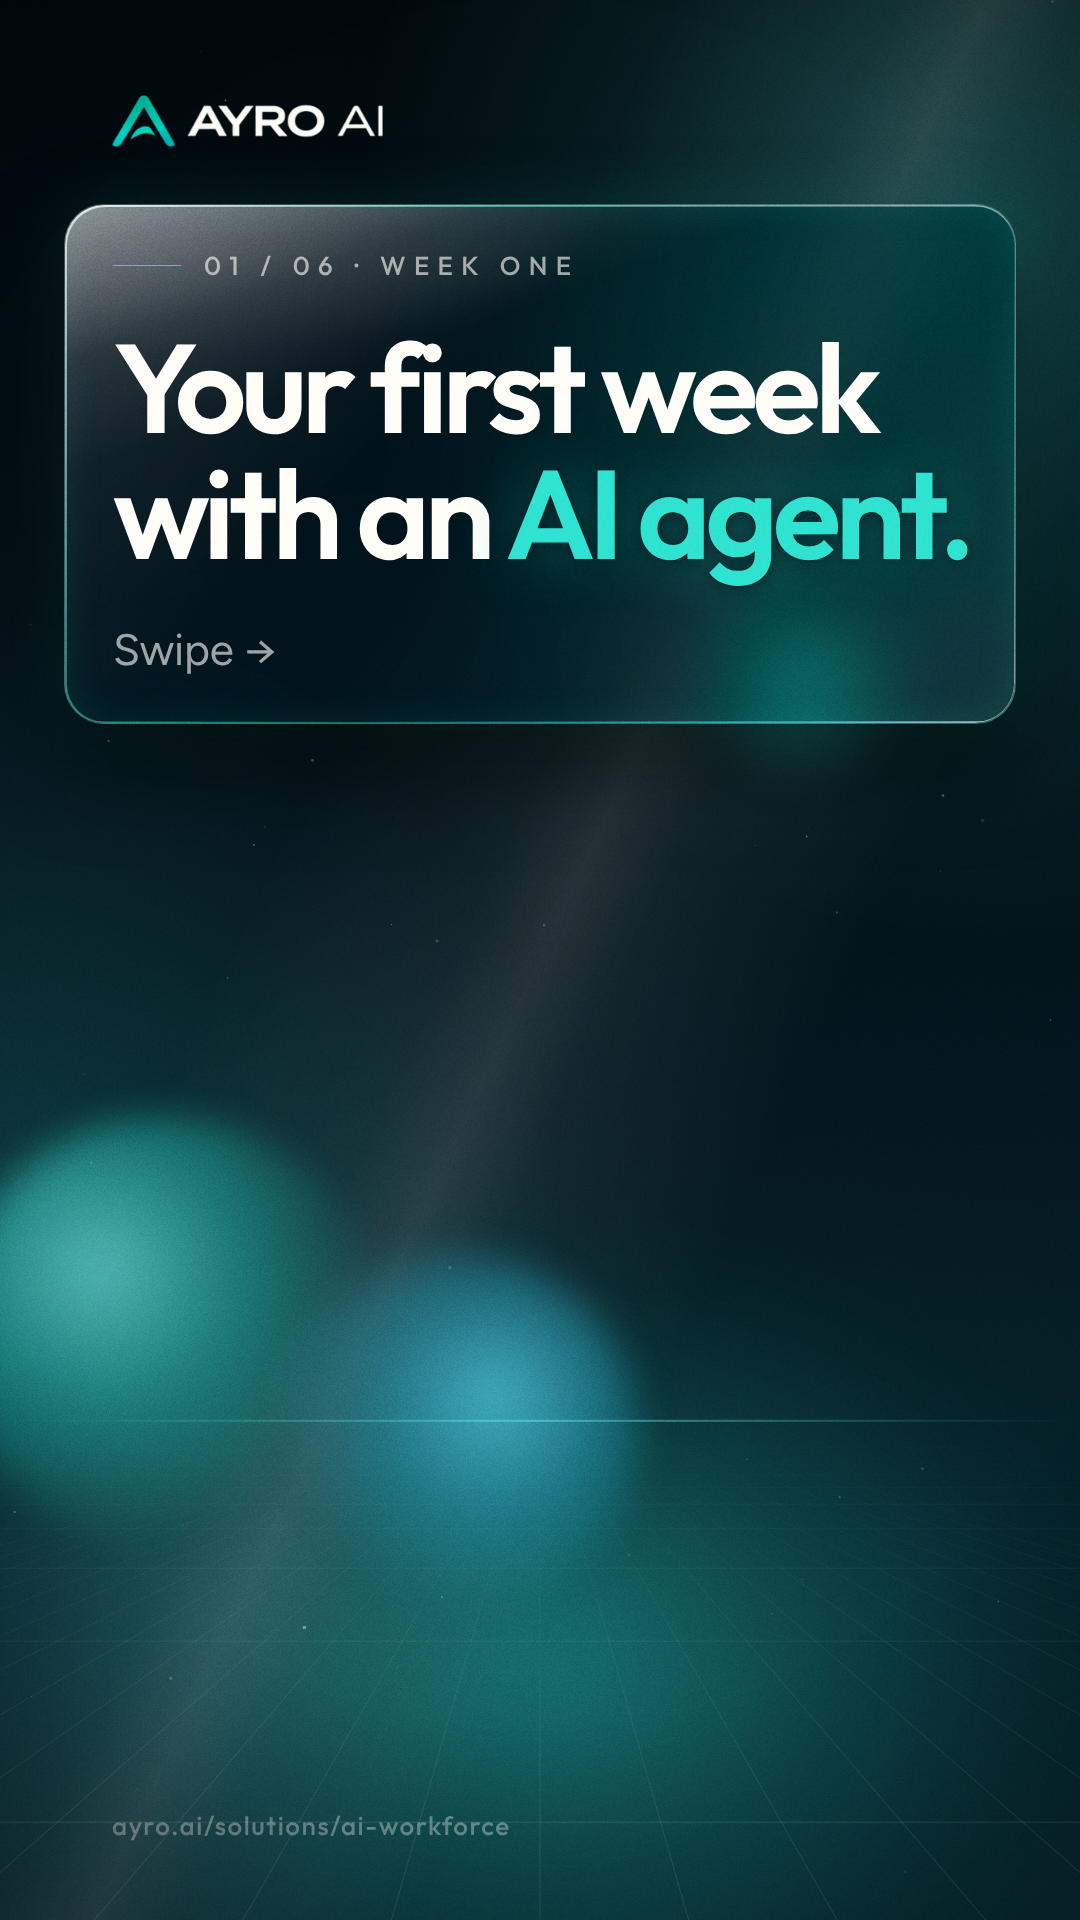 AYRO AI
01 / 06 · WEEK ONE
Your first week
with an AI agent.
Swipe →
ayro.ai/solutions/ai-workforce